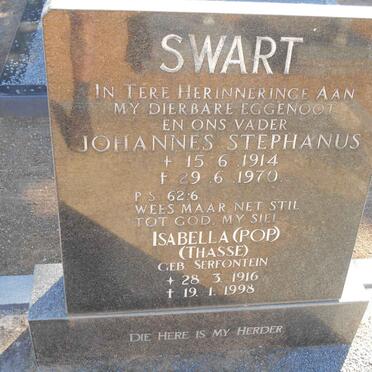 SWART
IN TERE HERINNERINGE AAN
MY DIERBARE EGGENOOT
EN ONS VADER
JOHANNES STEPHANUS
+ 15.6.1914
+ 29.6.1970
PS. 62:6
WEES MAAR NET STIL
TOT GOD, MY SIEL
ISABELLA (POP)
(THASSE)
GEB SERFONTEIN
* 28.3.1916
+ 19.1.1998
DIE HERE IS MY HERDER